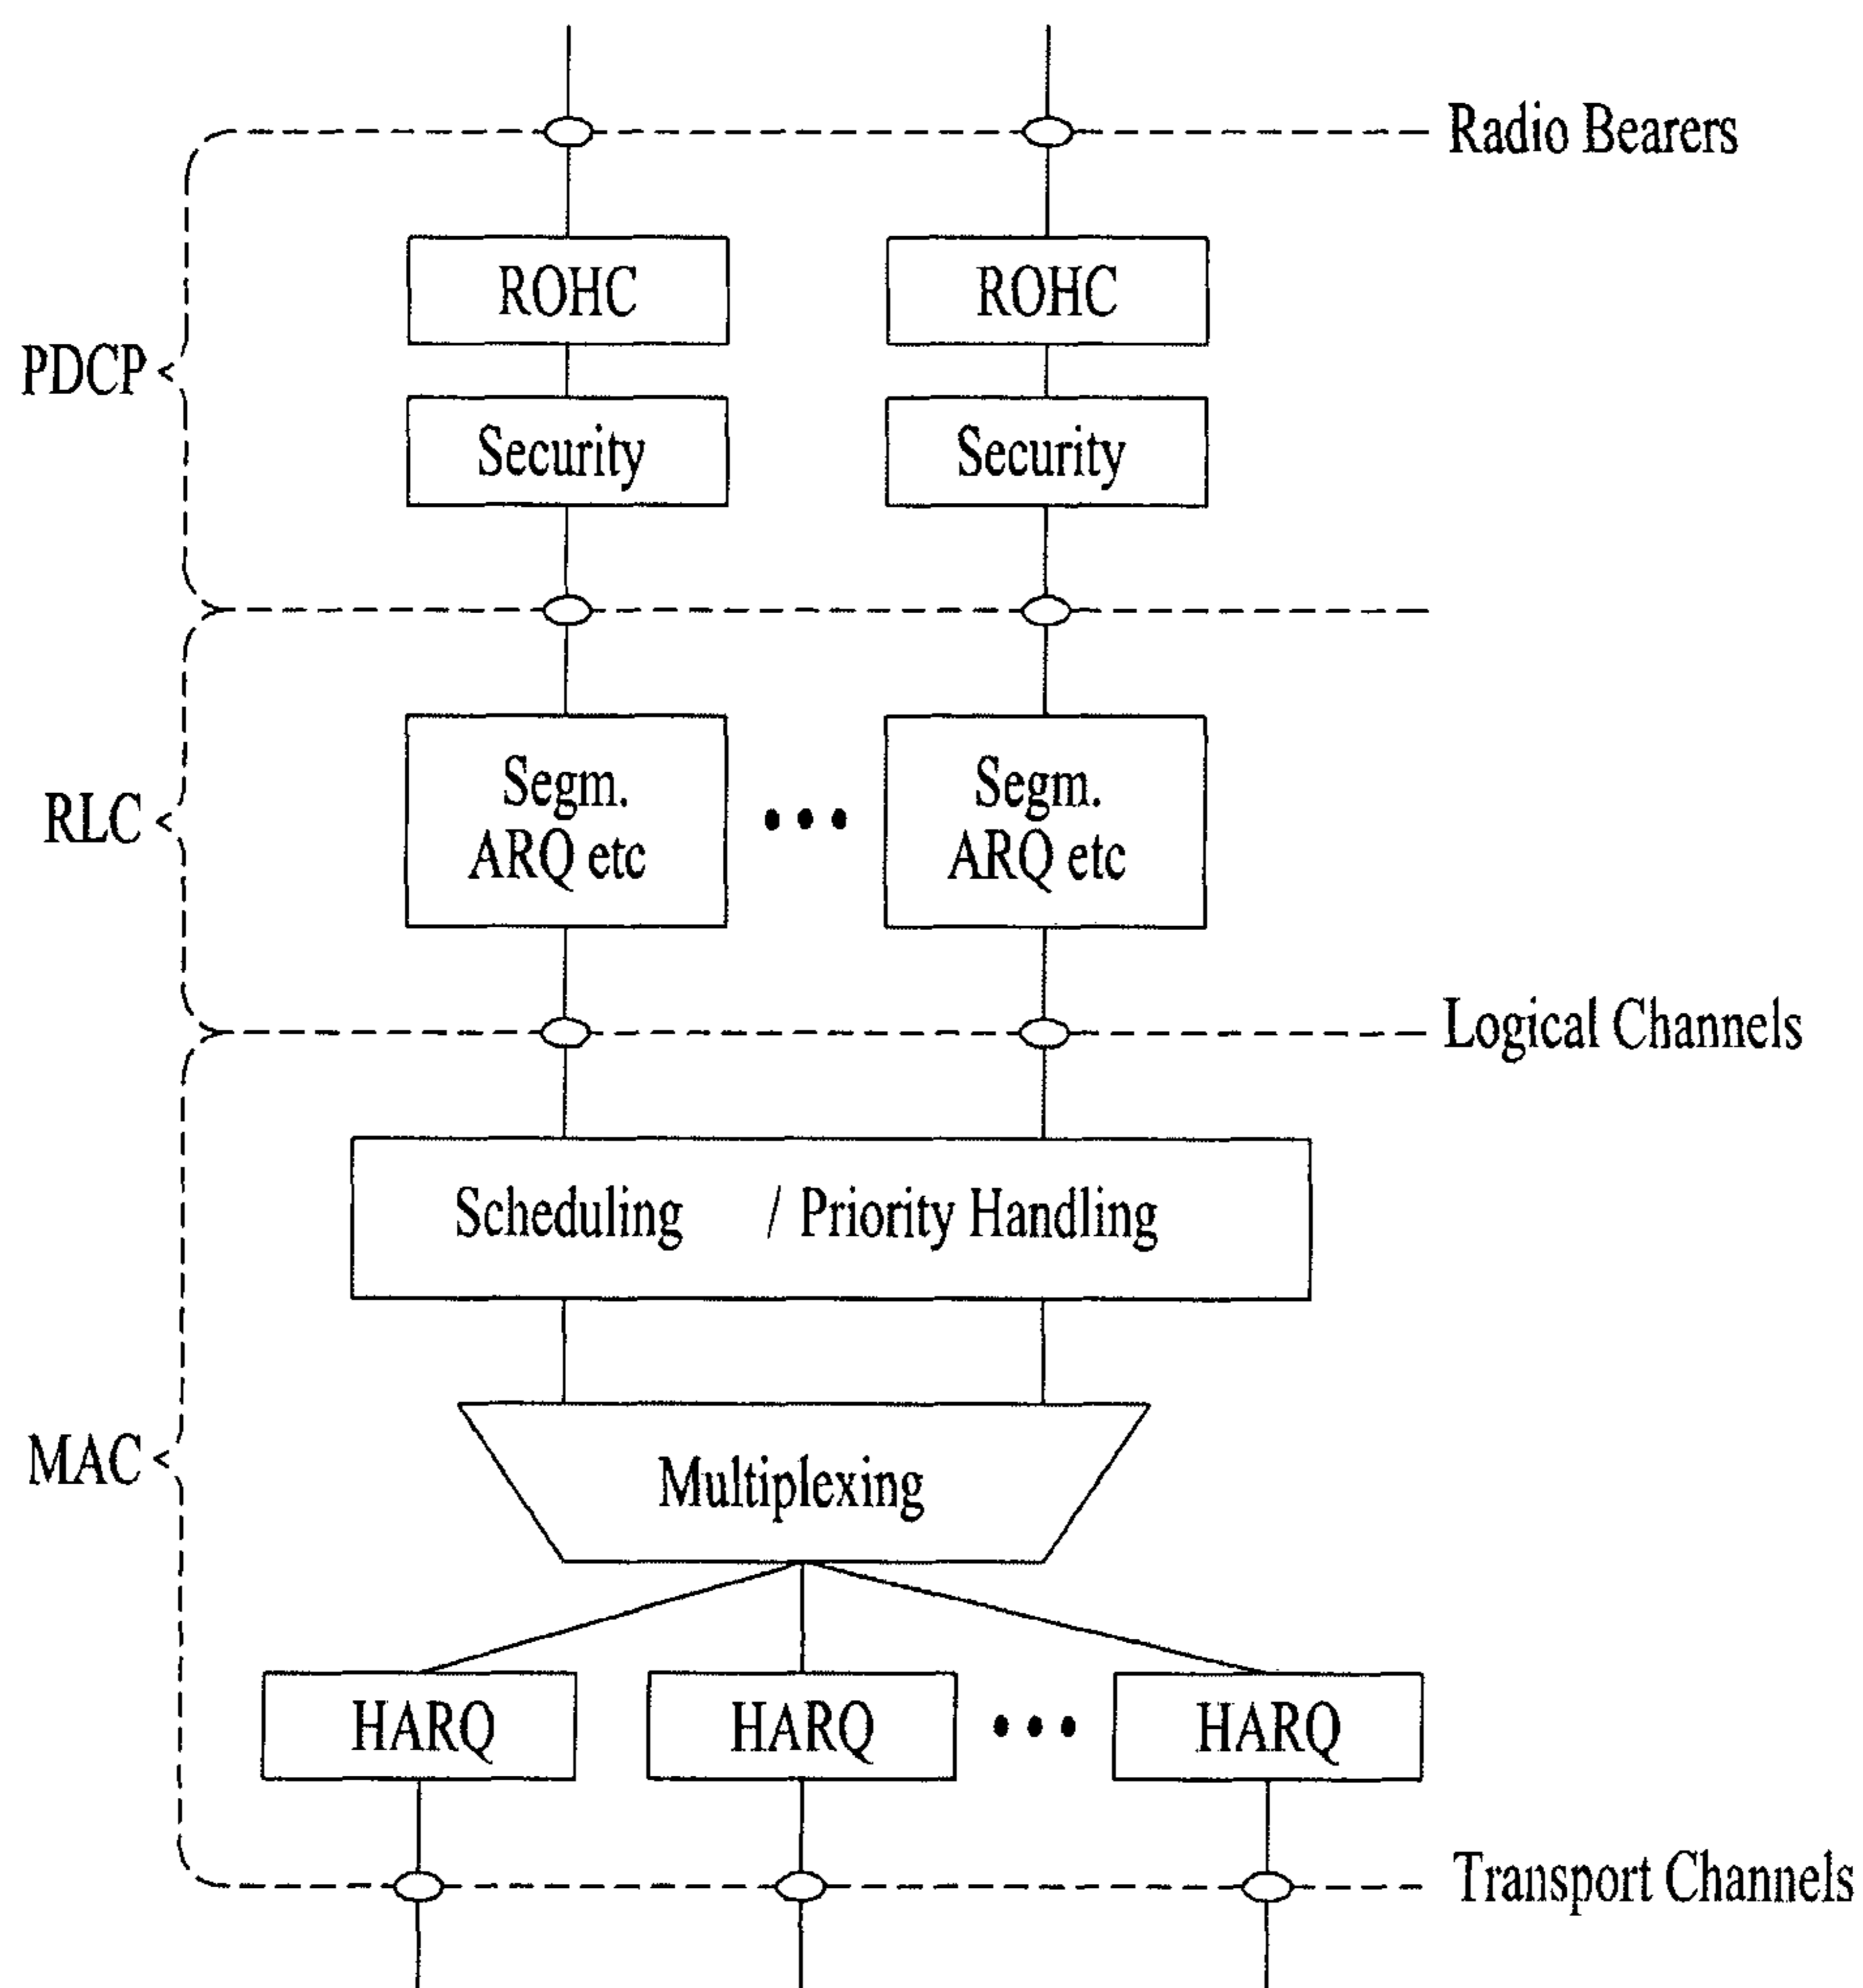 Radio Bearers
ROHC
ROHC
PDCP
Security
Security
Segm.
ARQ etc
Segm.
ARQ etc
RLC
Logical Channels
Scheduling / Priority Handling
MAC
Multiplexing
HARQ
HARQ
HARQ
Transport Channels